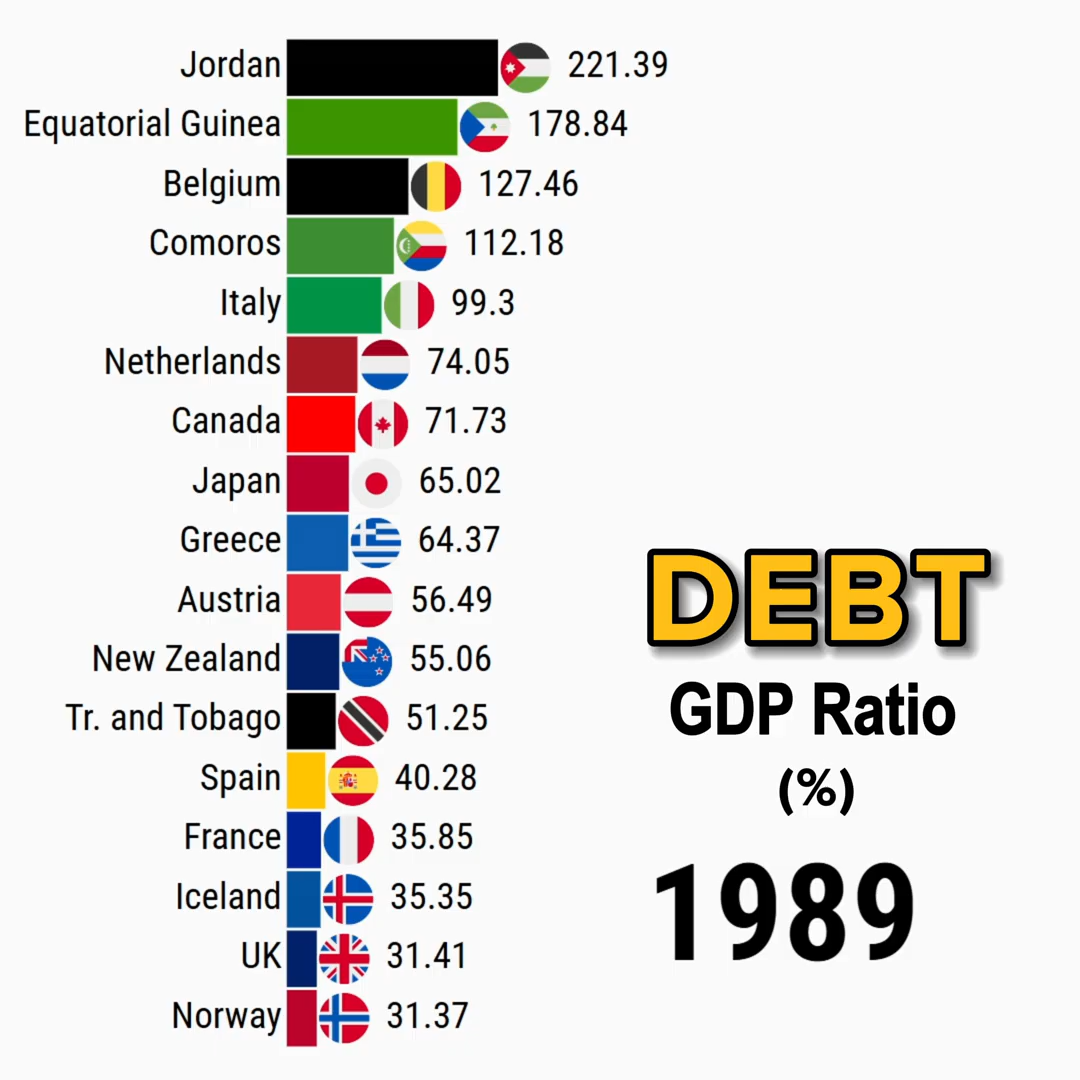 Jordan 221.39
Equatorial Guinea 178.84
Belgium 127.46
Comoros 112.18
Italy 99.3
Netherlands 74.05
Canada 71.73
Japan 65.02
Greece 64.37
Austria 56.49
New Zealand 55.06
Tr. and Tobago 51.25
Spain 40.28
France 35.85
Iceland 35.35
UK 31.41
Norway 31.37
DEBT
GDP Ratio
(%)
1989